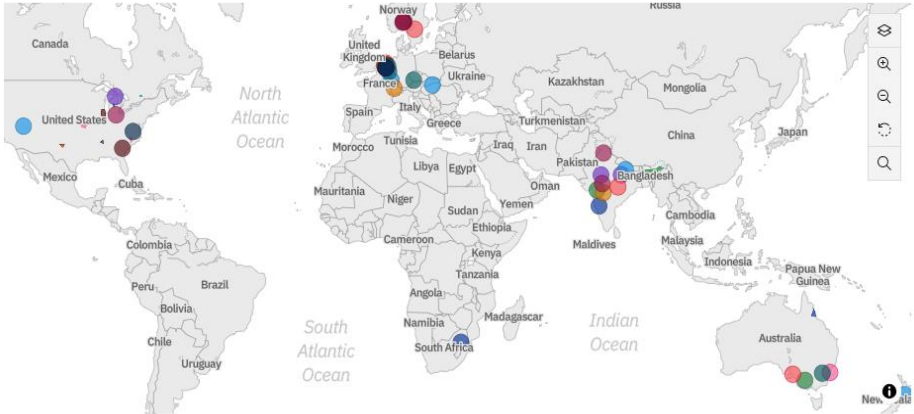 Norway
Russia
Canada
United
Kingdom
Belarus
Ukraine
France
Kazakhstan
Mongolia
North
Atlantic
Ocean
United States
Spain
Italy
Greece
Turkmenistan
China
Japan
Morocco
Tunisia
Iraq
Iran
Pakistan
Mexico
Cuba
Libya
Egypt
Bangladesh
Mauritania
Niger
Oman
Sudan
Yemen
Cambodia
Ethiopia
Colombia
Cameroon
Maldives
Malaysia
Kenya
Indonesia
Peru
Brazil
Tanzania
Papua New
Guinea
Angola
Bolivia
Namibia
Madagascar
South
Atlantic
Ocean
Indian
Ocean
Chile
South Africa
Australia
Uruguay